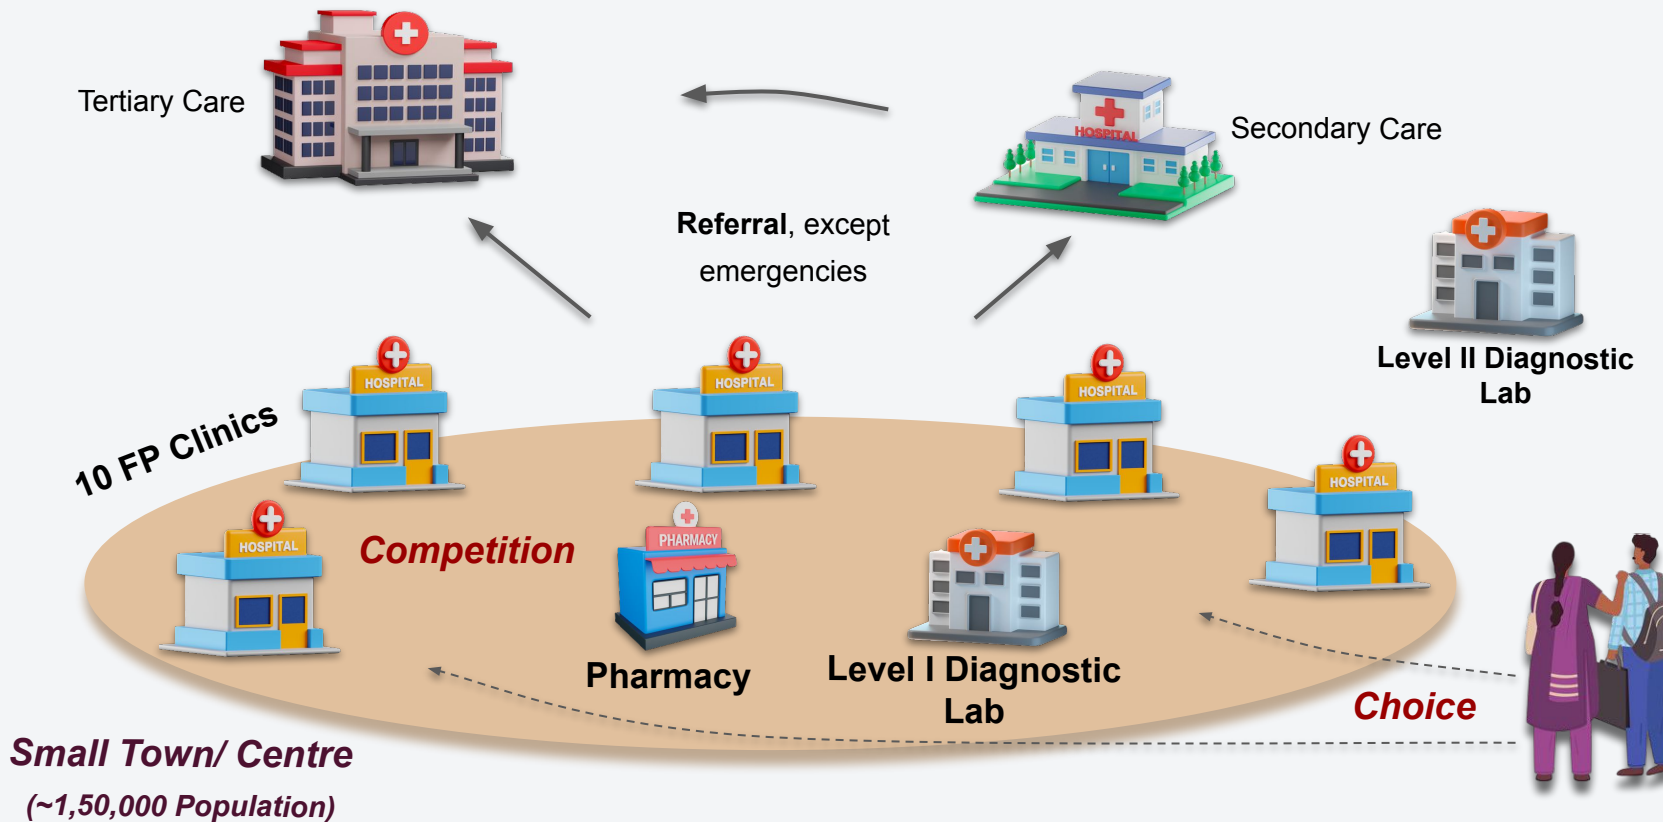 Tertiary Care
HOSPITAL
Secondary Care
Referral, except
emergencies
Level II Diagnostic
Lab
10 FP Clinics
HOSPITAL
HOSPITAL
HOSPITAL
HOSPITAL
HOSPITAL
Competition
PHARMACY
Pharmacy
Level I Diagnostic
Lab
Choice
Small Town/ Centre
(~1,50,000 Population)